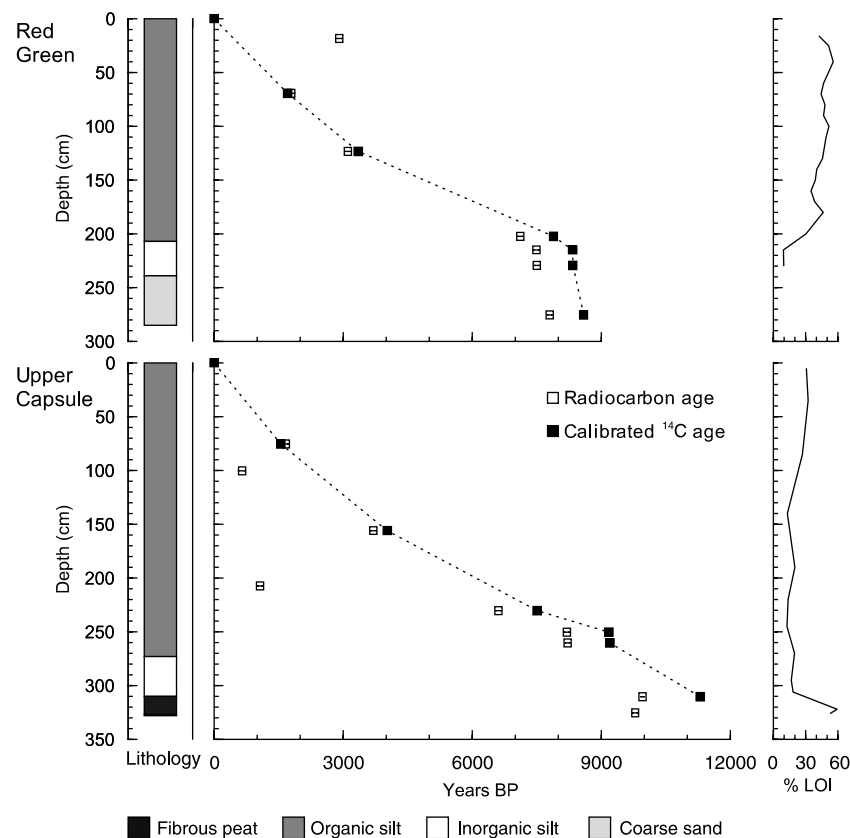 Red
Green
0
50
100
150
200
250
300
Depth (cm)
Upper
Capsule
0
50
100
150
200
250
300
350
Depth (cm)
Radiocarbon age
Calibrated ¹⁴C age
Lithology
0 3000 6000 9000 12000
Years BP
0 30 60
% LOI
Fibrous peat Organic silt Inorganic silt Coarse sand